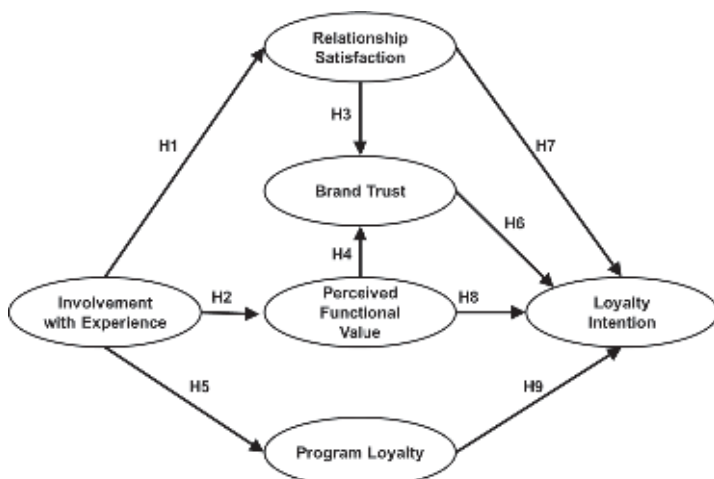 Relationship
Satisfaction
H3
H1
H7
Brand Trust
H6
H4
Involvement
with Experience
H2
Perceived
Functional
Value
H8
Loyalty
Intention
H5
H9
Program Loyalty